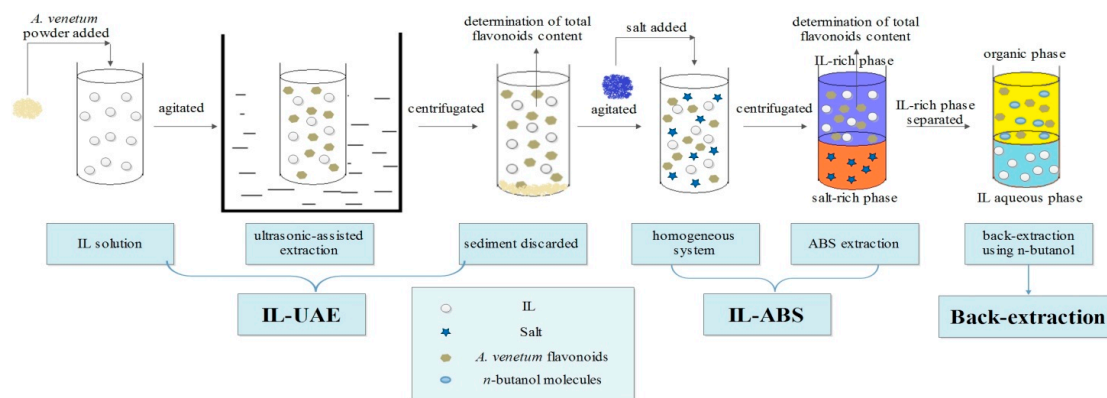 A. venetum
powder added
agitated
centrifugated
determination of total
flavonoids content
salt added
agitated
centrifugated
determination of total
flavonoids content
IL-rich phase
salt-rich phase
IL-rich phase
separated
organic phase
IL aqueous phase
IL solution
ultrasonic-assisted
extraction
sediment discarded
homogeneous
system
ABS extraction
back-extraction
using n-butanol
IL-UAE
IL-ABS
Back-extraction
IL
Salt
A. venetum flavonoids
n-butanol molecules